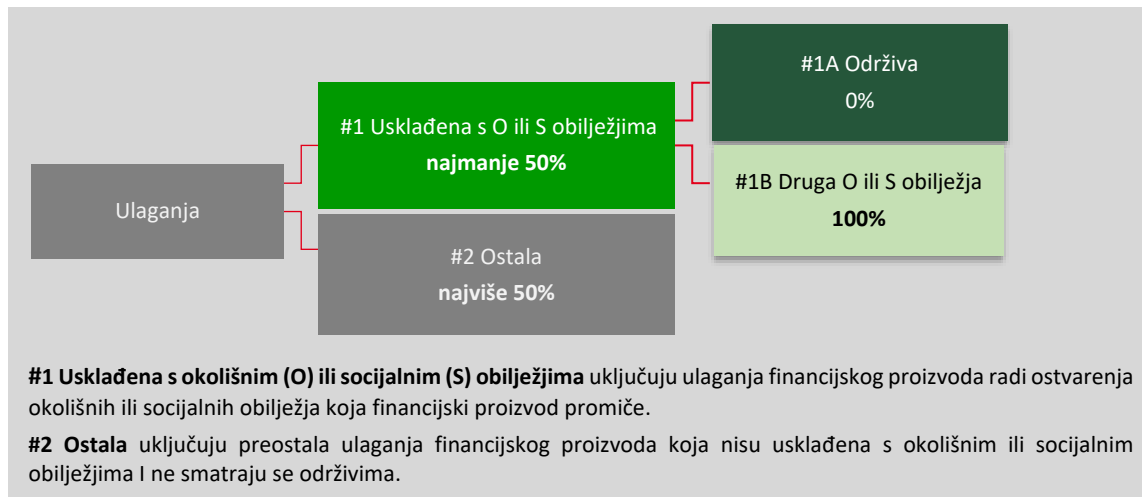 #1A Održiva
0%
#1 Usklađena s O ili S obilježjima
najmanje 50%
#1B Druga O ili S obilježja
100%
Ulaganja
#2 Ostala
najviše 50%
#1 Usklađena s okolišnim (O) ili socijalnim (S) obilježjima uključuju ulaganja financijskog proizvoda radi ostvarenja
okolišnih ili socijalnih obilježja koja financijski proizvod promiče.
#2 Ostala uključuju preostala ulaganja financijskog proizvoda koja nisu usklađena s okolišnim ili socijalnim
obilježjima I ne smatraju se održivima.